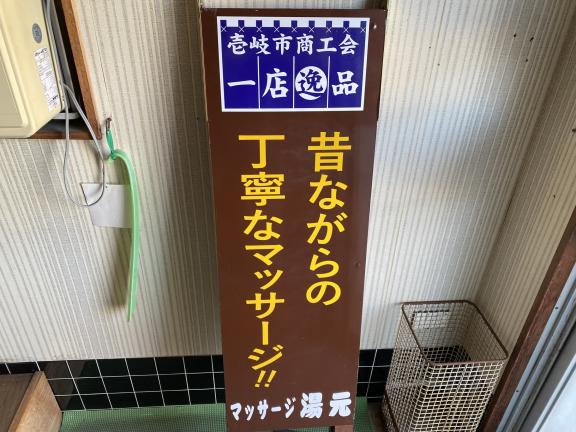 壱岐市商工会
一店逸品
昔ながらの
丁寧なマッサージ!!
マッサージ 湯元